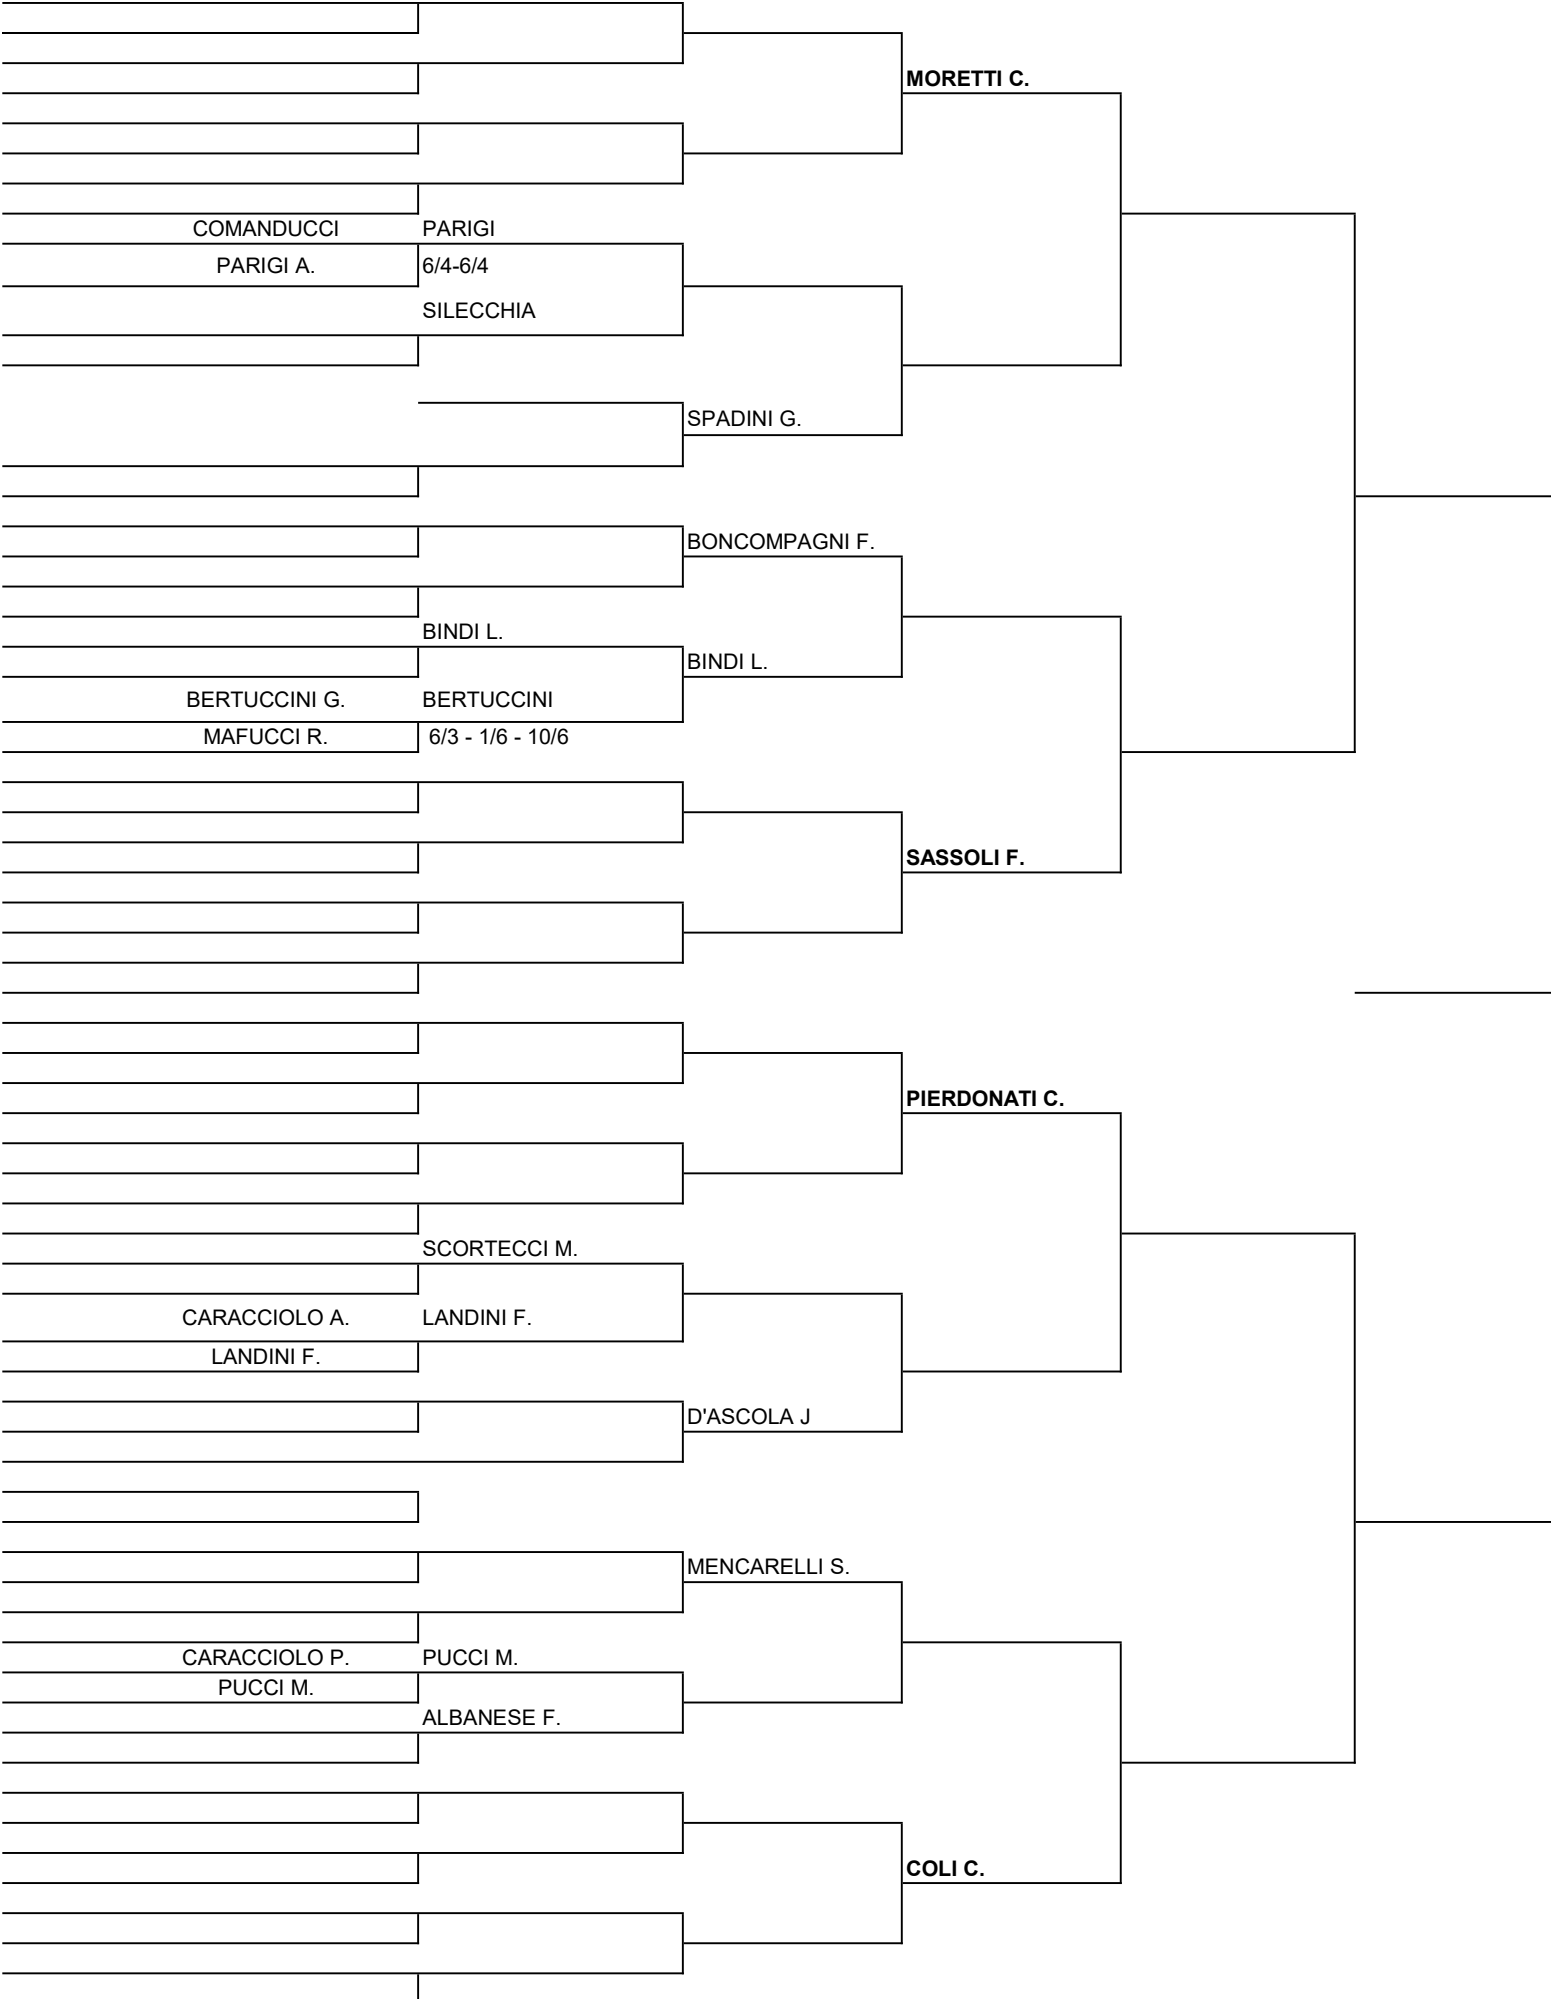 MORETTI C.
COMANDUCCI PARIGI
PARIGI A. 6/4-6/4
SILECCHIA
SPADINI G.
BONCOMPAGNI F.
BINDI L.
BINDI L.
BERTUCCINI G. BERTUCCINI
MAFUCCI R. 6/3 - 1/6 - 10/6
SASSOLI F.
PIERDONATI C.
SCORTECCI M.
CARACCIOLO A. LANDINI F.
LANDINI F.
D'ASCOLA J
MENCARELLI S.
CARACCIOLO P. PUCCI M.
PUCCI M.
ALBANESE F.
COLI C.